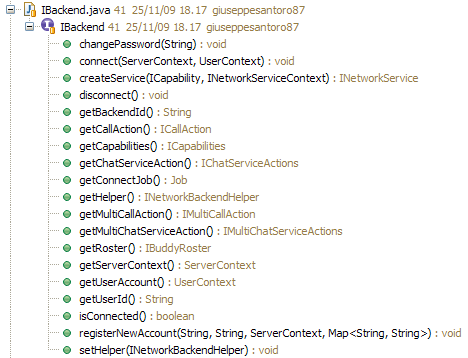 IBackend.java 41 25/11/09 18.17 giuseppesantoro87
IBackend 41 25/11/09 18.17 giuseppesantoro87
changePassword(String) : void
connect(ServerContext, UserContext) : void
createService(ICapability, INetworkServiceContext) : INetworkService
disconnect() : void
getBackendId() : String
getCallAction() : ICallAction
getCapabilities() : ICapabilities
getChatServiceAction() : IChatServiceActions
getConnectJob() : Job
getHelper() : INetworkBackendHelper
getMultiCallAction() : IMultiCallAction
getMultiChatServiceAction() : IMultiChatServiceActions
getRoster() : IBuddyRoster
getServerContext() : ServerContext
getUserAccount() : UserContext
getUserId() : String
isConnected() : boolean
registerNewAccount(String, String, ServerContext, Map<String, String>) : void
setHelper(INetworkBackendHelper) : void